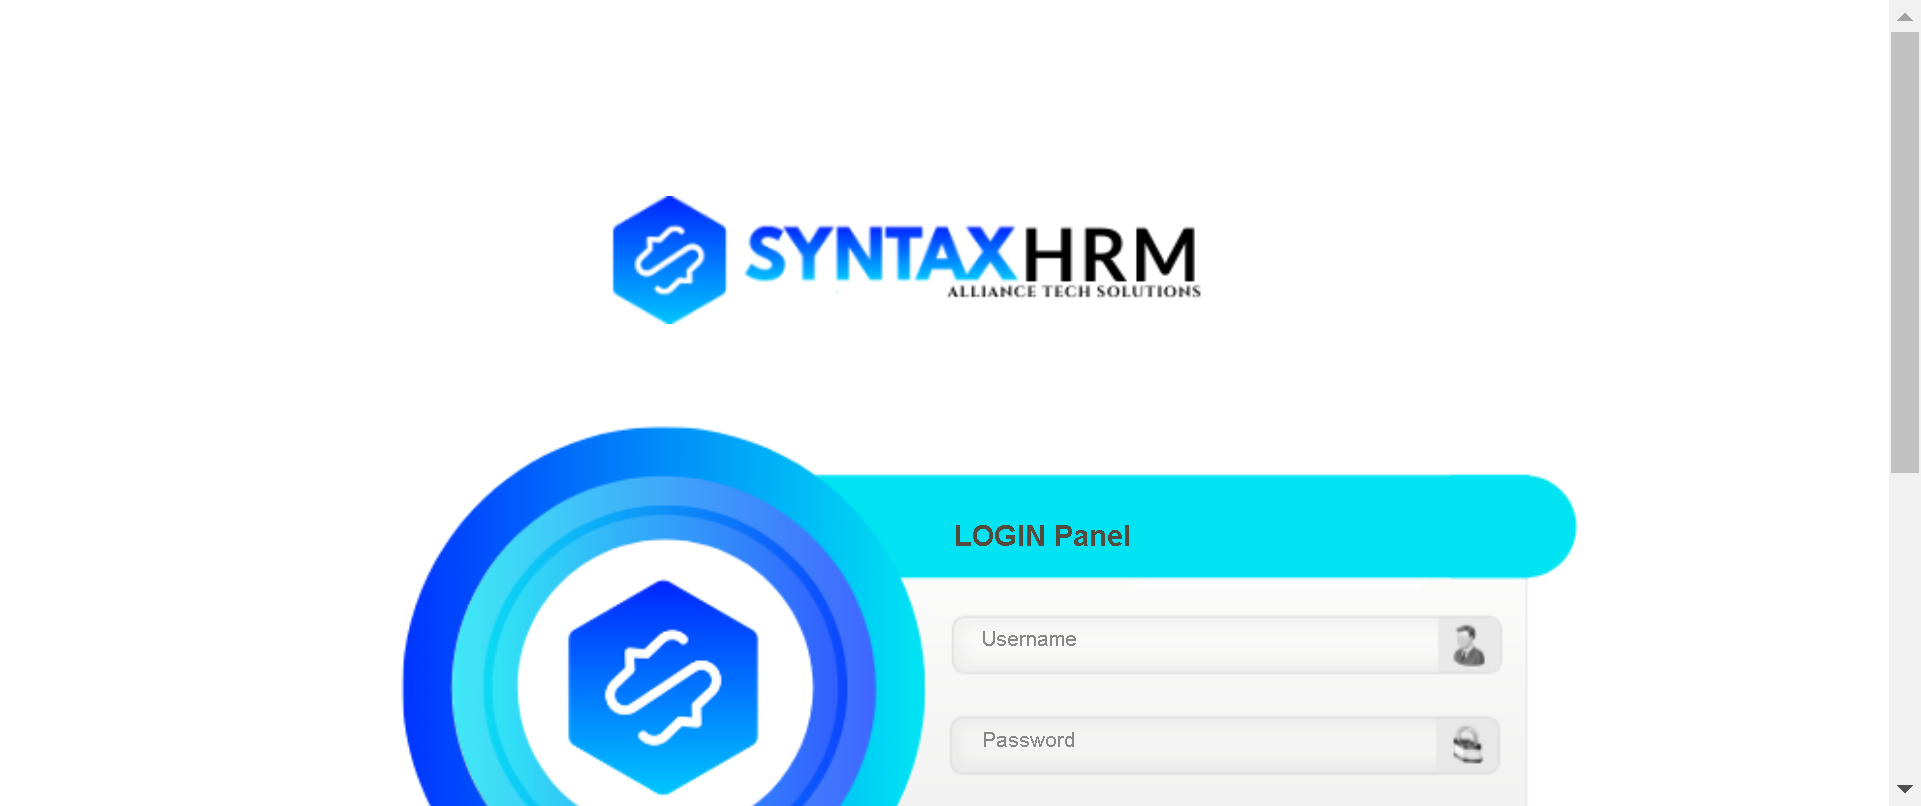 SYNTAXHRM
ALLIANCE TECH SOLUTIONS
LOGIN Panel
Username
Password